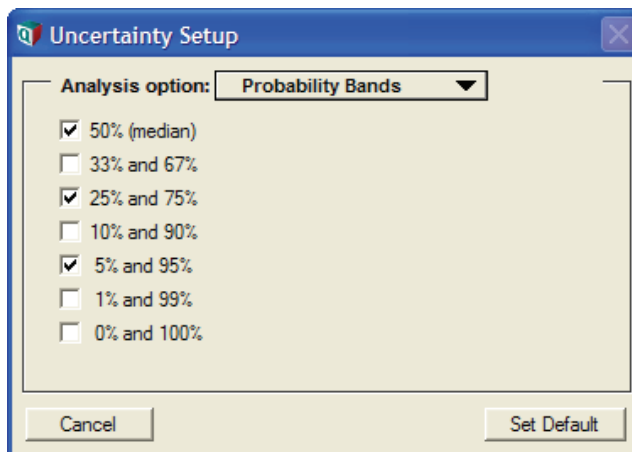 Uncertainty Setup
Analysis option: Probability Bands
50% (median)
33% and 67%
25% and 75%
10% and 90%
5% and 95%
1% and 99%
0% and 100%
Cancel Set Default